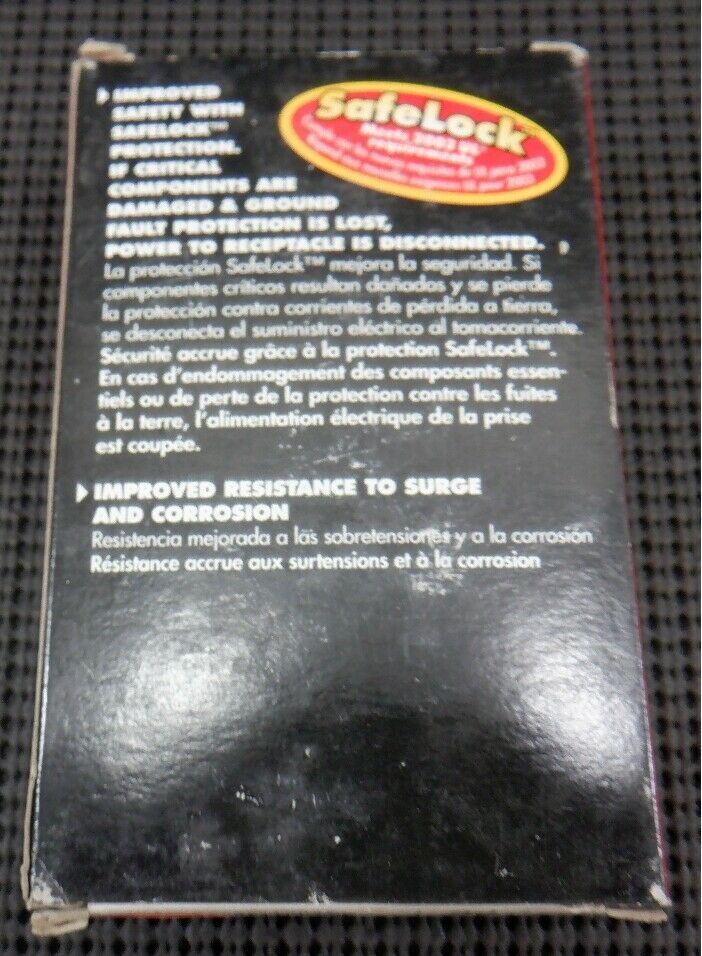 IMPROVED
SAFETY WITH
SAFELOCK™
PROTECTION.
IF CRITICAL
COMPONENTS ARE
DAMAGED & GROUND
FAULT PROTECTION IS LOST,
POWER TO RECEPTACLE IS DISCONNECTED.
SafeLock™
Meets 2003 UL
requirements
La protección SafeLock™ mejora la seguridad. Si
componentes críticos resultan dañados y se pierde
la protección contra corrientes de pérdida a tierra,
se desconecta el suministro eléctrico al tomacorriente.
Sécurité accrue grâce à la protection SafeLock™.
En cas d'endommagement des composants essen-
tiels ou de perte de la protection contre les fuites
à la terre, l'alimentation électrique de la prise
est coupée.
IMPROVED RESISTANCE TO SURGE
AND CORROSION
Resistencia mejorada a las sobretensiones y a la corrosión
Résistance accrue aux surtensions et à la corrosion